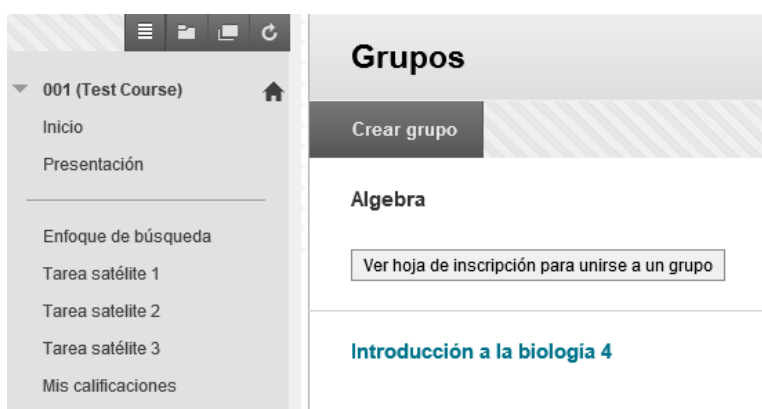 001 (Test Course)
Inicio
Presentación
Enfoque de búsqueda
Tarea satélite 1
Tarea satelite 2
Tarea satélite 3
Mis calificaciones
Grupos
Crear grupo
Algebra
Ver hoja de inscripción para unirse a un grupo
Introducción a la biología 4